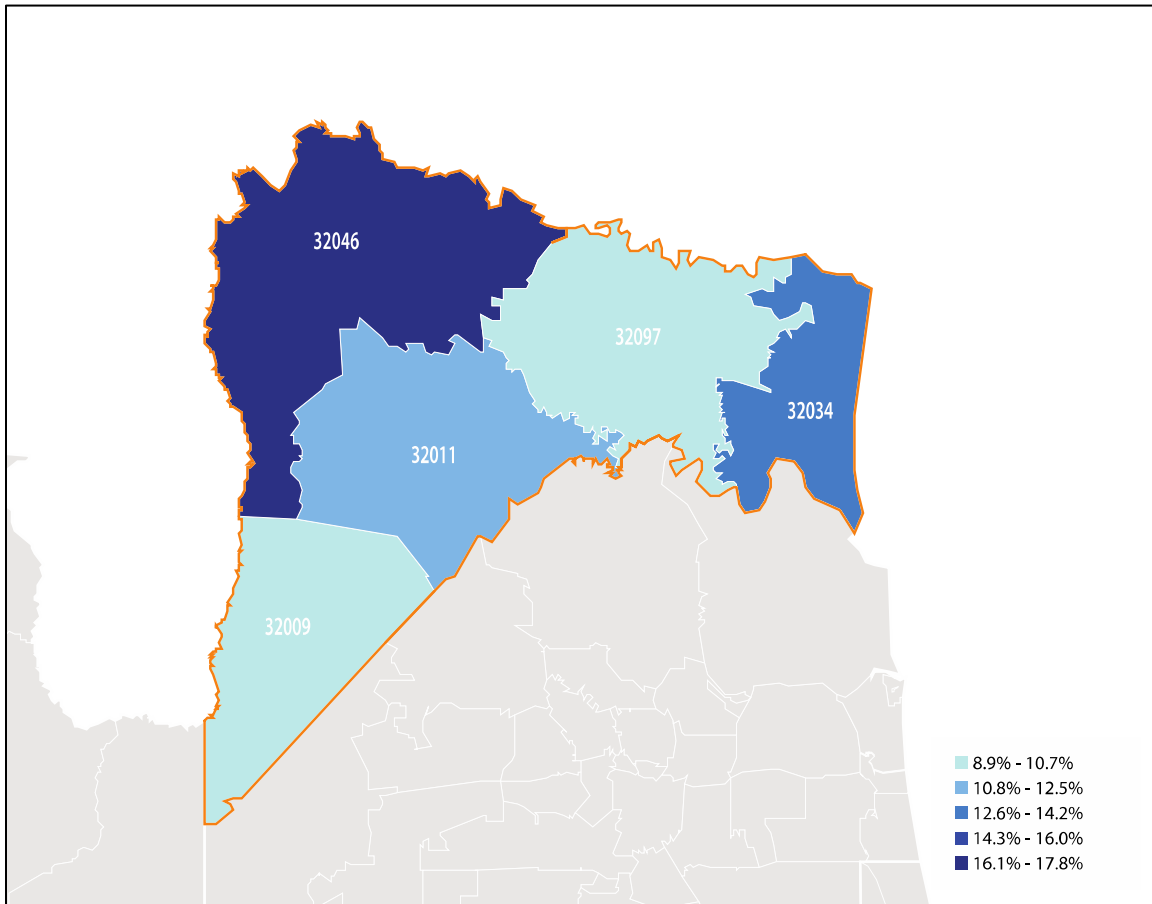 32046
32097
32034
32011
32009
8.9% - 10.7%
10.8% - 12.5%
12.6% - 14.2%
14.3% - 16.0%
16.1% - 17.8%